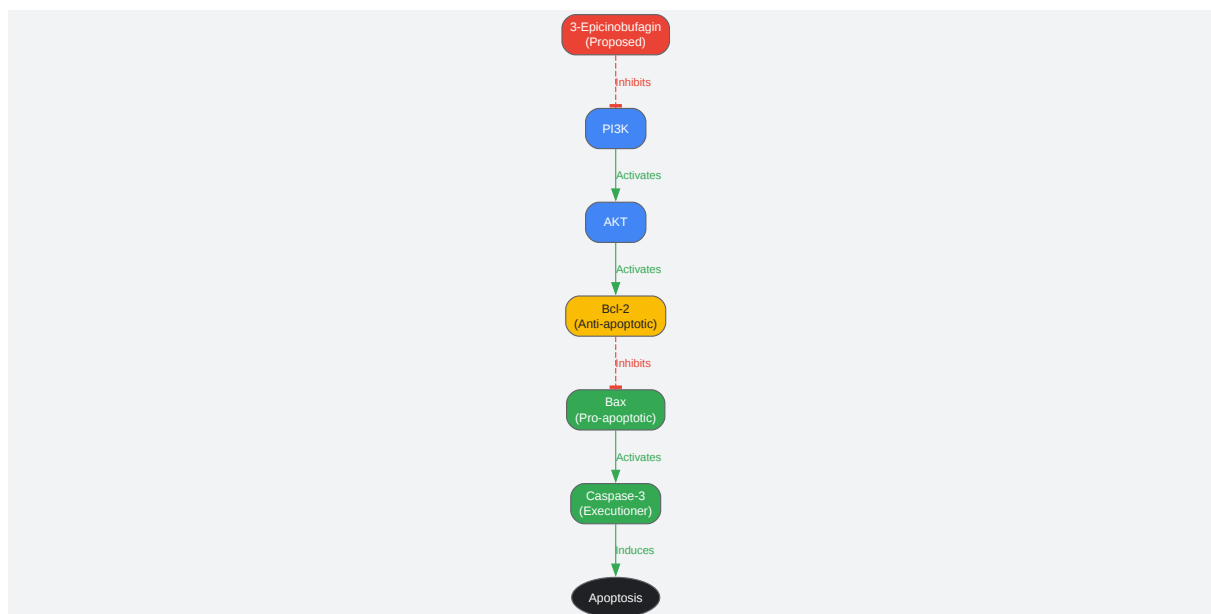 3-Epicinobufagin
(Proposed)
Inhibits
PI3K
Activates
AKT
Activates
Bcl-2
(Anti-apoptotic)
Inhibits
Bax
(Pro-apoptotic)
Activates
Caspase-3
(Executioner)
Induces
Apoptosis